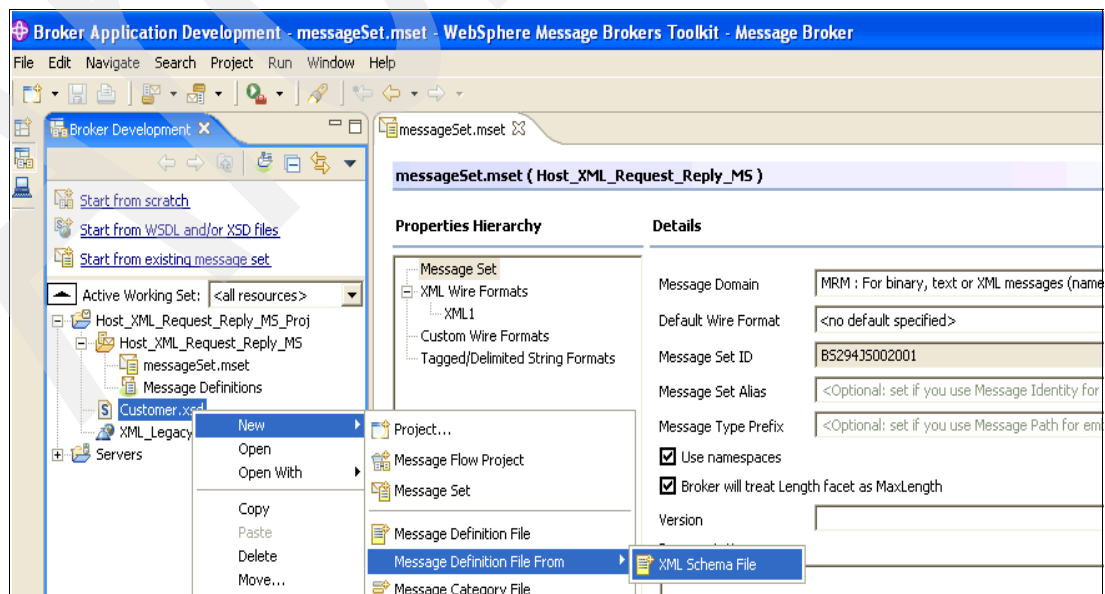 Broker Application Development - messageSet.mset - WebSphere Message Brokers Toolkit - Message Broker
File Edit Navigate Search Project Run Window Help
Broker Development
messageSet.mset
messageSet.mset ( Host_XML_Request_Reply_MS )
Start from scratch
Start from WSDL and/or XSD files
Start from existing message set
Active Working Set: <all resources>
Host_XML_Request_Reply_MS_Proj
Host_XML_Request_Reply_MS
messageSet.mset
Message Definitions
Customer.xsd
XML_Legacy
Servers
Properties Hierarchy
Message Set
XML Wire Formats
XML1
Custom Wire Formats
Tagged/Delimited String Formats
Details
Message Domain MRM : For binary, text or XML messages (name
Default Wire Format <no default specified>
Message Set ID BS294JS002001
Message Set Alias <Optional: set if you use Message Identity for
Message Type Prefix <Optional: set if you use Message Path for em
Use namespaces
Broker will treat Length facet as MaxLength
Version
New
Open
Open With
Copy
Paste
Delete
Move...
Project...
Message Flow Project
Message Set
Message Definition File
Message Definition File From
Message Category File
XML Schema File